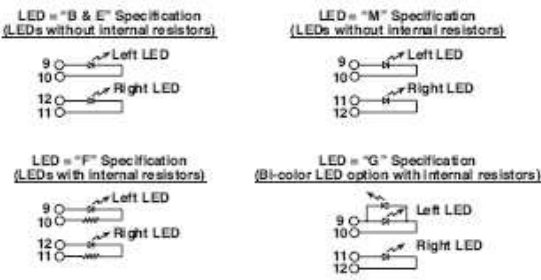 LED = "B & E" Specification
(LEDs without internal resistors)
Left LED
9
10
Right LED
12
11
LED = "M" Specification
(LEDs without internal resistors)
Left LED
9
10
Right LED
11
12
LED = "F" Specification
(LEDs with internal resistors)
Left LED
9
10
Right LED
12
11
LED = "G" Specification
(Bi-color LED option with internal resistors)
Left LED
9
10
Right LED
11
12